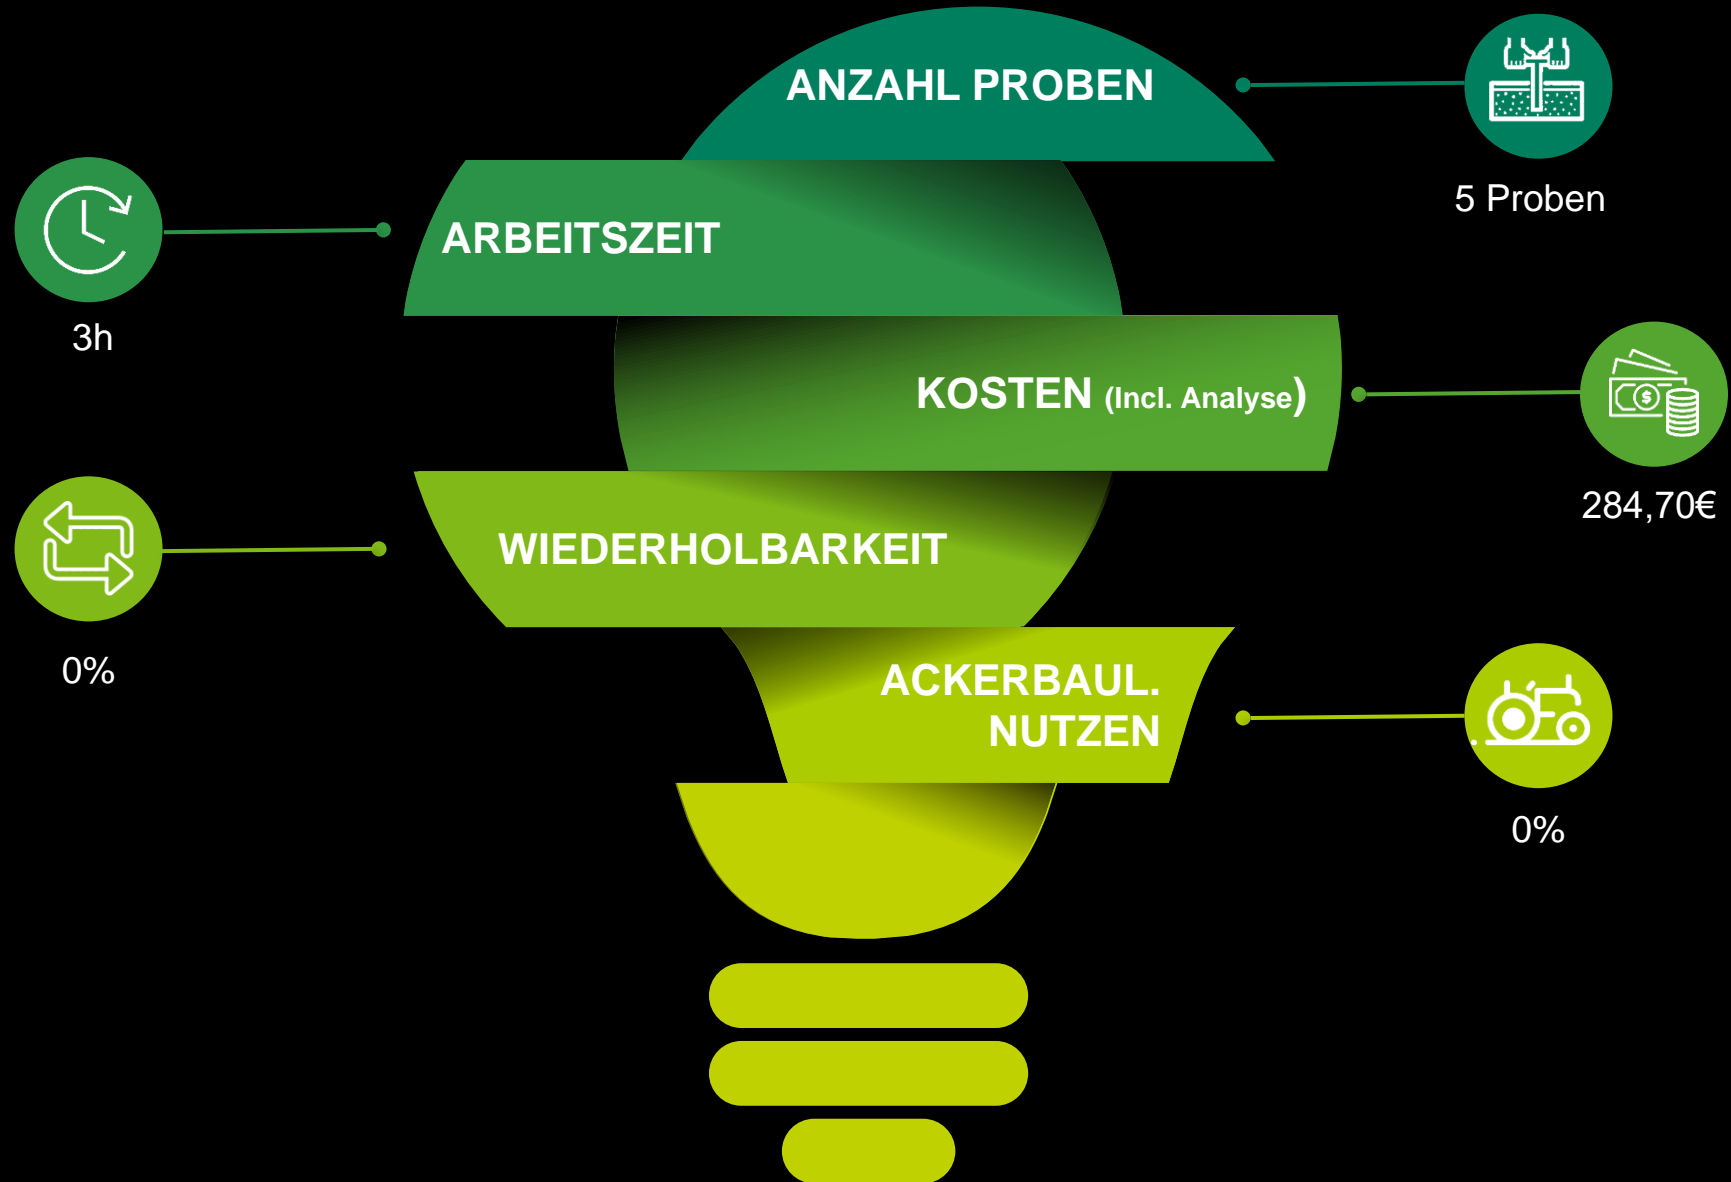 ANZAHL PROBEN
5 Proben
ARBEITSZEIT
3h
KOSTEN (Incl. Analyse)
284,70€
WIEDERHOLBARKEIT
0%
ACKERBAUL.
NUTZEN
0%